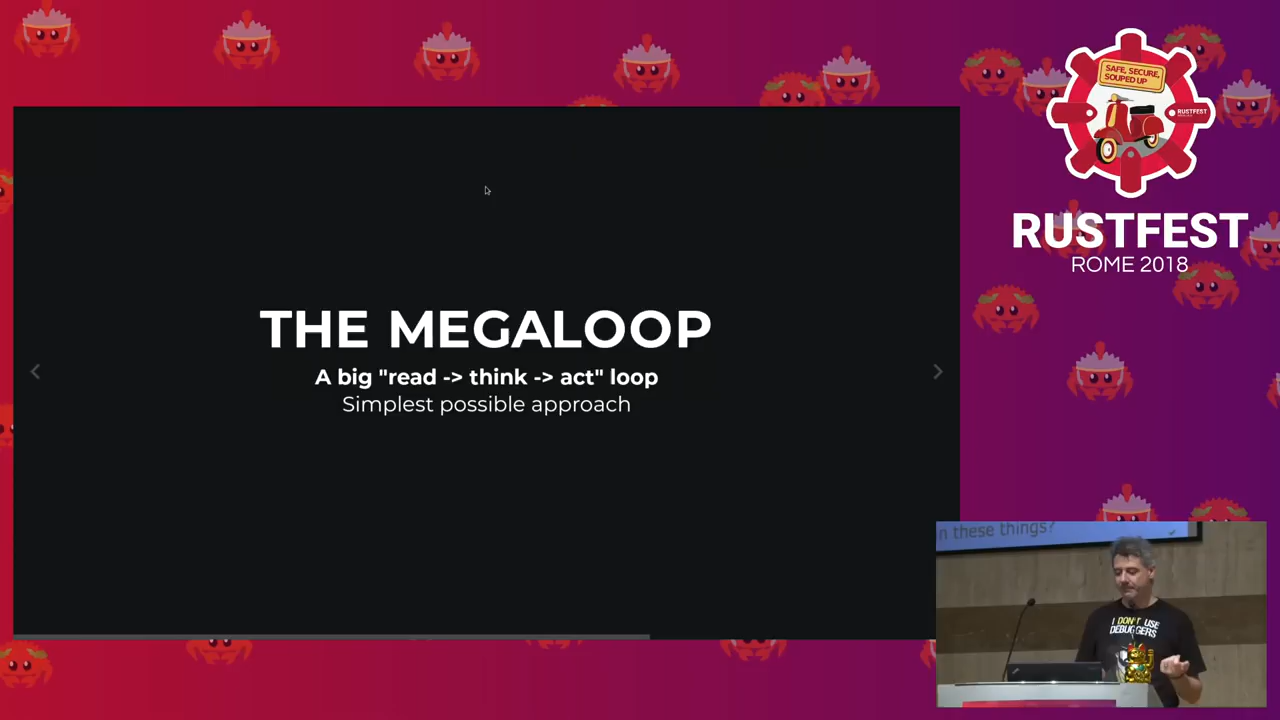 THE MEGALOOP
A big "read -> think -> act" loop
Simplest possible approach
SAFE, SECURE,
SOUPED UP
RUSTFEST
RUSTFEST
ROME 2018
n these things?
I DON'T USE
DEBUGGERS